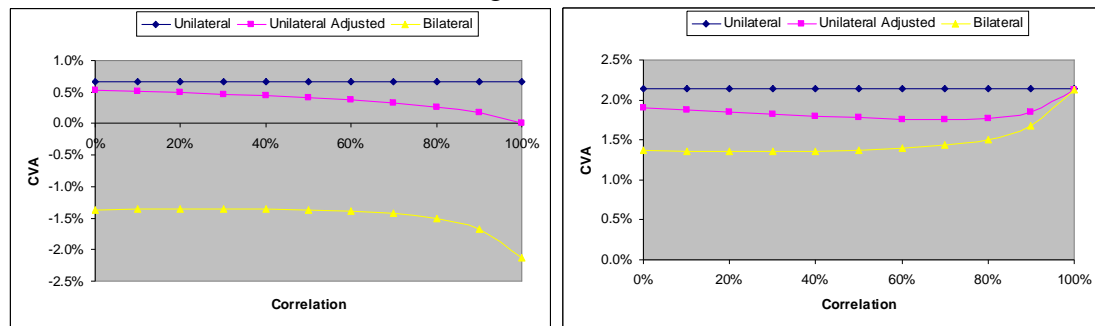 Unilateral Unilateral Adjusted Bilateral
1.0%
0.5%
0.0%
-0.5%
-1.0%
-1.5%
-2.0%
-2.5%
0% 20% 40% 60% 80% 100%
CVA
Correlation
Unilateral Unilateral Adjusted Bilateral
2.5%
2.0%
1.5%
1.0%
0.5%
0.0%
0% 20% 40% 60% 80% 100%
CVA
Correlation